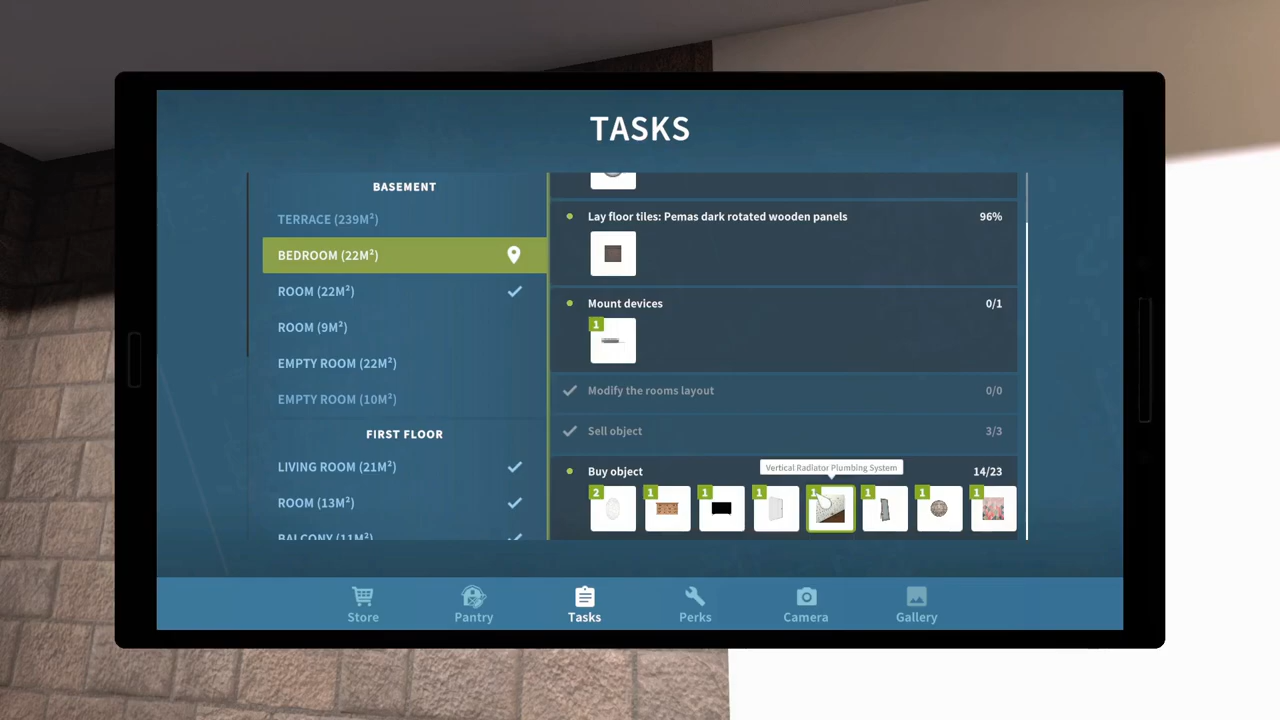 TASKS
BASEMENT
TERRACE (239M²)
BEDROOM (22M²)
ROOM (22M²)
ROOM (9M²)
EMPTY ROOM (22M²)
EMPTY ROOM (10M²)
FIRST FLOOR
LIVING ROOM (21M²)
ROOM (13M²)
BALCONY (11M²)
Lay floor tiles: Pemas dark rotated wooden panels 96%
Mount devices 0/1
1
Modify the rooms layout 0/0
Sell object 3/3
Vertical Radiator Plumbing System
Buy object 14/23
2 1 1 1 1 1 1 1
Store Pantry Tasks Perks Camera Gallery